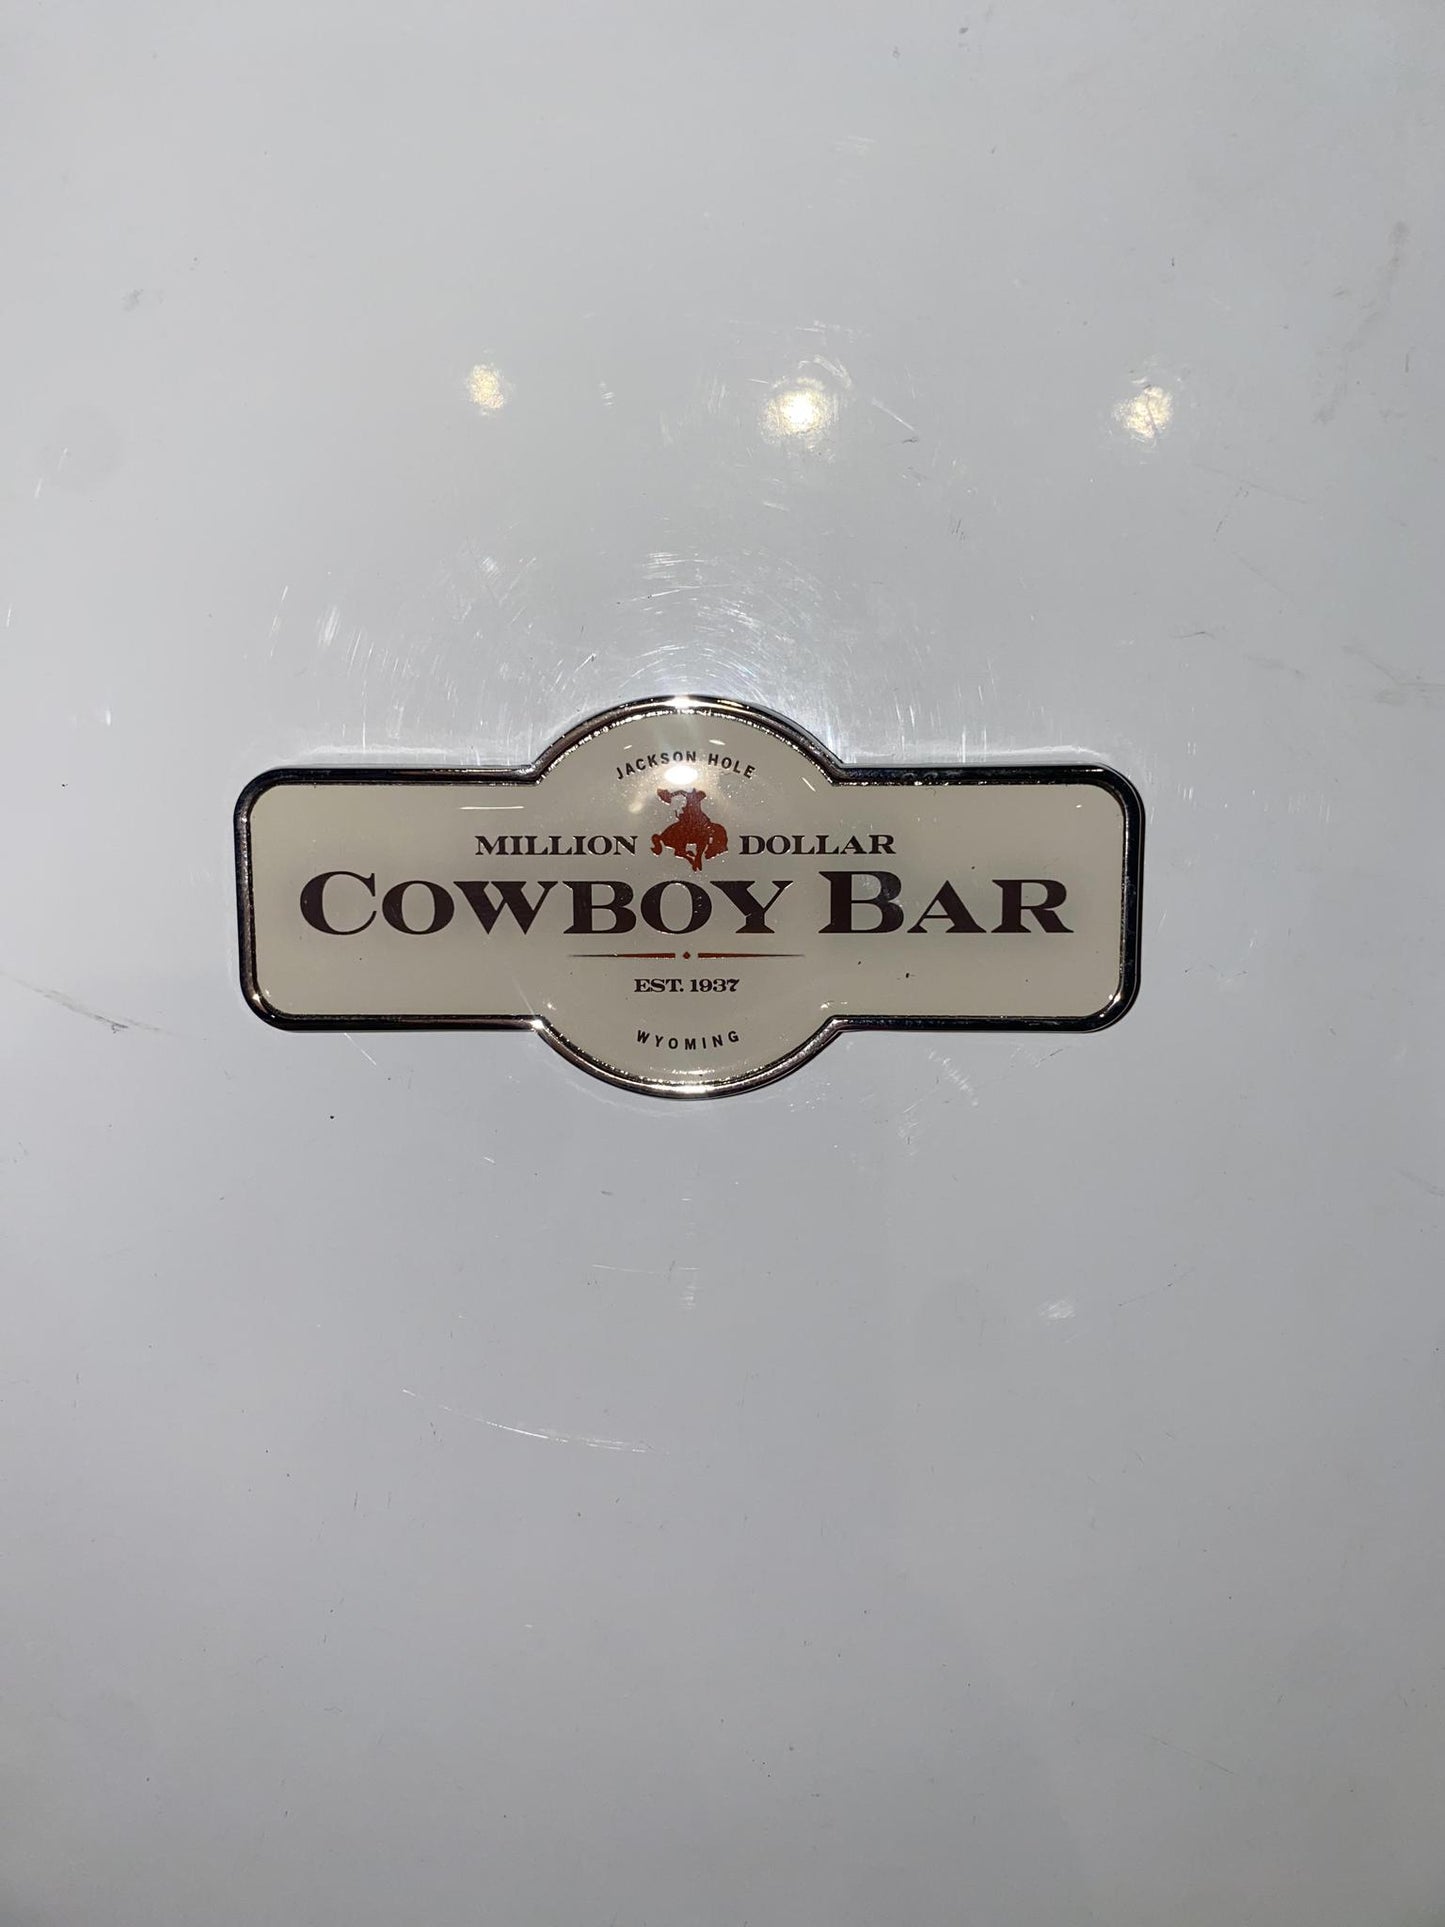 JACKSON HOLE
MILLION DOLLAR
COWBOY BAR
EST. 1937
WYOMING